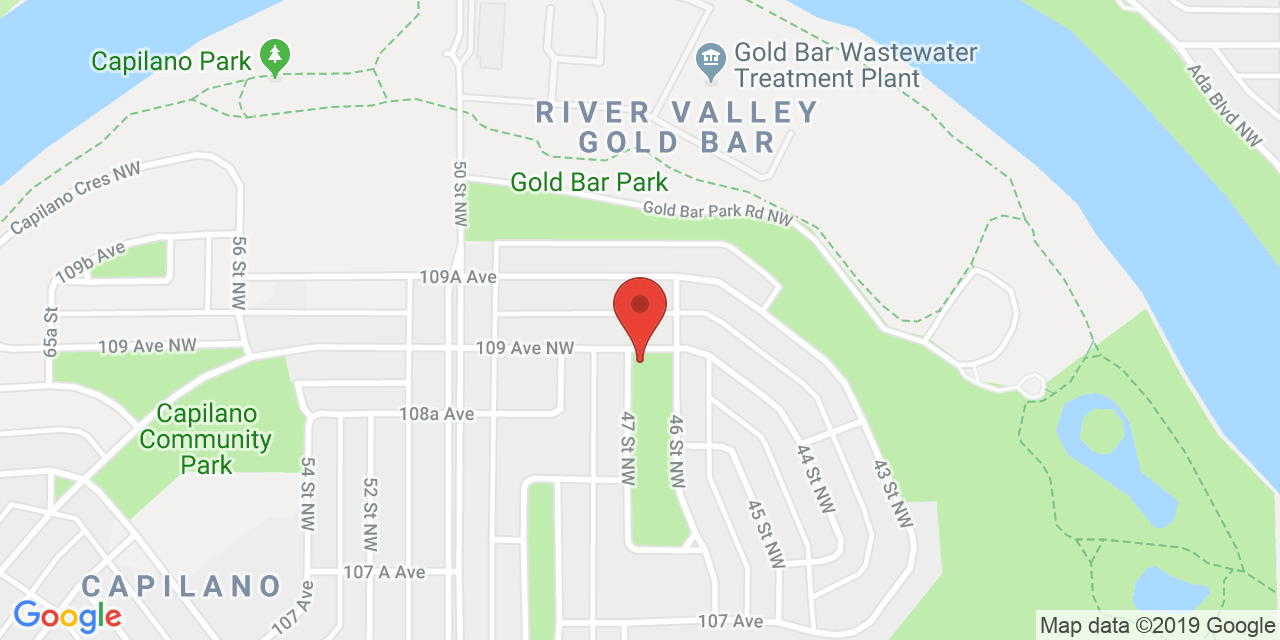 Capilano Park
Gold Bar Wastewater
Treatment Plant
Ada Blvd NW
RIVER VALLEY
GOLD BAR
Capilano Cres NW
50 St NW
Gold Bar Park
Gold Bar Park Rd NW
109b Ave
56 St NW
109A Ave
65a St
109 Ave NW
109 Ave NW
Capilano
Community
Park
108a Ave
47 St NW
46 St NW
44 St NW
43 St NW
54 St NW
52 St NW
45 St NW
107 A Ave
CAPILANO
107 Ave
107 Ave
Google
Map data ©2019 Google